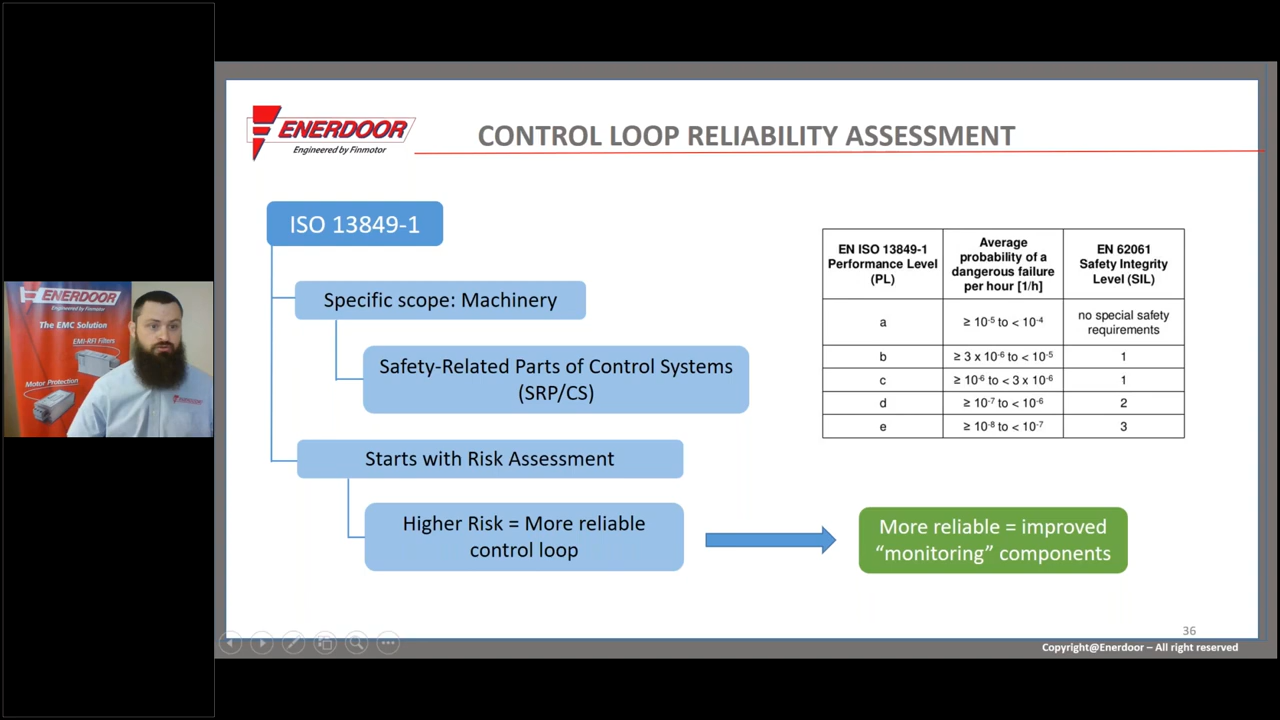 ENERDOOR
Engineered by Finmotor
CONTROL LOOP RELIABILITY ASSESSMENT
ISO 13849-1
Specific scope: Machinery
Safety-Related Parts of Control Systems
(SRP/CS)
Starts with Risk Assessment
Higher Risk = More reliable
control loop
More reliable = improved
“monitoring” components
EN ISO 13849-1
Performance Level
(PL)
Average
probability of a
dangerous failure
per hour [1/h]
EN 62061
Safety Integrity
Level (SIL)
a
≥ 10⁻⁵ to < 10⁻⁴
no special safety
requirements
b
≥ 3 x 10⁻⁶ to < 10⁻⁵
1
c
≥ 10⁻⁶ to < 3 x 10⁻⁶
1
d
≥ 10⁻⁷ to < 10⁻⁶
2
e
≥ 10⁻⁸ to < 10⁻⁷
3
36
Copyright@Enerdoor – All right reserved
ENERDOOR
Engineered by Finmotor
The EMC Solution
EMI-RFI Filters
Motor Protection
ENERDOOR